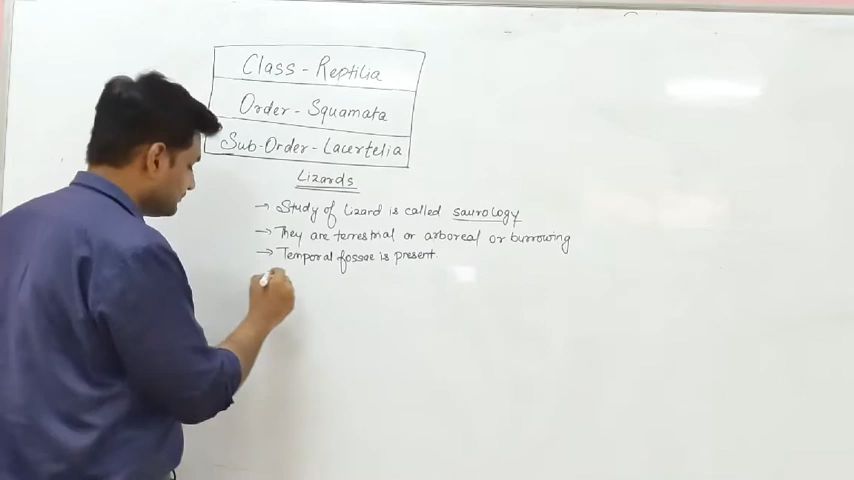 Class - Reptilia
Order - Squamata
Sub-Order - Lacertelia
Lizards
→ Study of Lizard is called saurology
→ They are terrestrial or arboreal or burrowing
→ Temporal fossae is present.